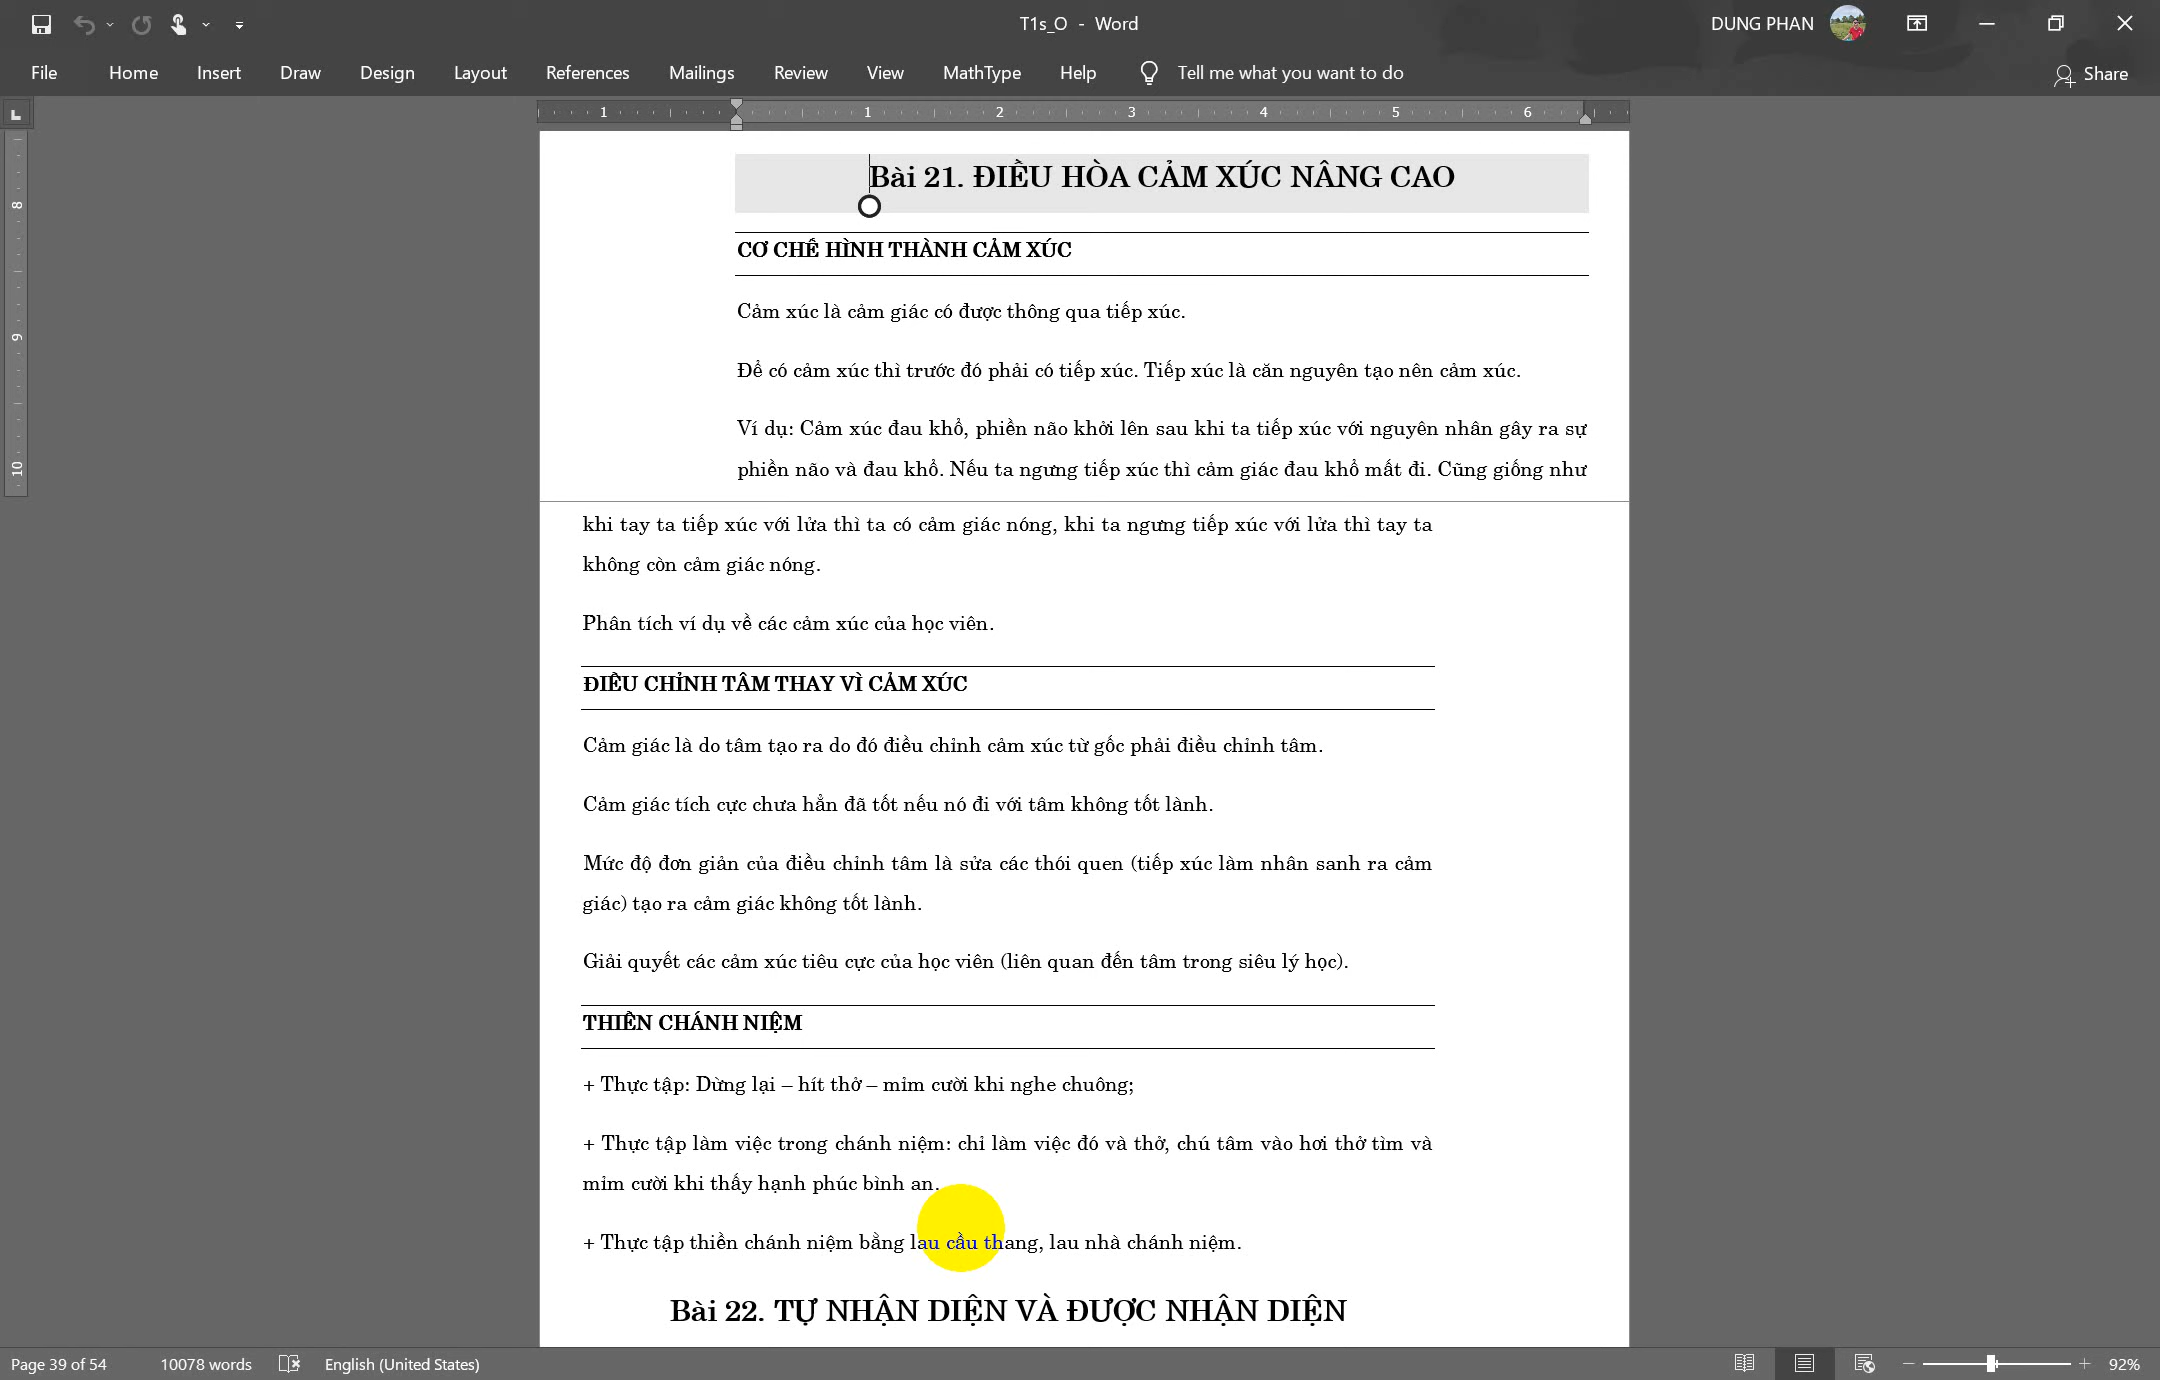 T1s_O - Word
DUNG PHAN
File Home Insert Draw Design Layout References Mailings Review View MathType Help Tell me what you want to do Share
1 1 2 3 4 5 6
8
9
10
Bài 21. ĐIỀU HÒA CẢM XÚC NÂNG CAO
CƠ CHẾ HÌNH THÀNH CẢM XÚC
Cảm xúc là cảm giác có được thông qua tiếp xúc.
Để có cảm xúc thì trước đó phải có tiếp xúc. Tiếp xúc là căn nguyên tạo nên cảm xúc.
Ví dụ: Cảm xúc đau khổ, phiền não khởi lên sau khi ta tiếp xúc với nguyên nhân gây ra sự
phiền não và đau khổ. Nếu ta ngưng tiếp xúc thì cảm giác đau khổ mất đi. Cũng giống như
khi tay ta tiếp xúc với lửa thì ta có cảm giác nóng, khi ta ngưng tiếp xúc với lửa thì tay ta
không còn cảm giác nóng.
Phân tích ví dụ về các cảm xúc của học viên.
ĐIỀU CHỈNH TÂM THAY VÌ CẢM XÚC
Cảm giác là do tâm tạo ra do đó điều chỉnh cảm xúc từ gốc phải điều chỉnh tâm.
Cảm giác tích cực chưa hẳn đã tốt nếu nó đi với tâm không tốt lành.
Mức độ đơn giản của điều chỉnh tâm là sửa các thói quen (tiếp xúc làm nhân sanh ra cảm
giác) tạo ra cảm giác không tốt lành.
Giải quyết các cảm xúc tiêu cực của học viên (liên quan đến tâm trong siêu lý học).
THIỀN CHÁNH NIỆM
+ Thực tập: Dừng lại – hít thở – mỉm cười khi nghe chuông;
+ Thực tập làm việc trong chánh niệm: chỉ làm việc đó và thở, chú tâm vào hơi thở tìm và
mỉm cười khi thấy hạnh phúc bình an.
+ Thực tập thiền chánh niệm bằng lau cầu thang, lau nhà chánh niệm.
Bài 22. TỰ NHẬN DIỆN VÀ ĐƯỢC NHẬN DIỆN
Page 39 of 54 10078 words English (United States) 92%